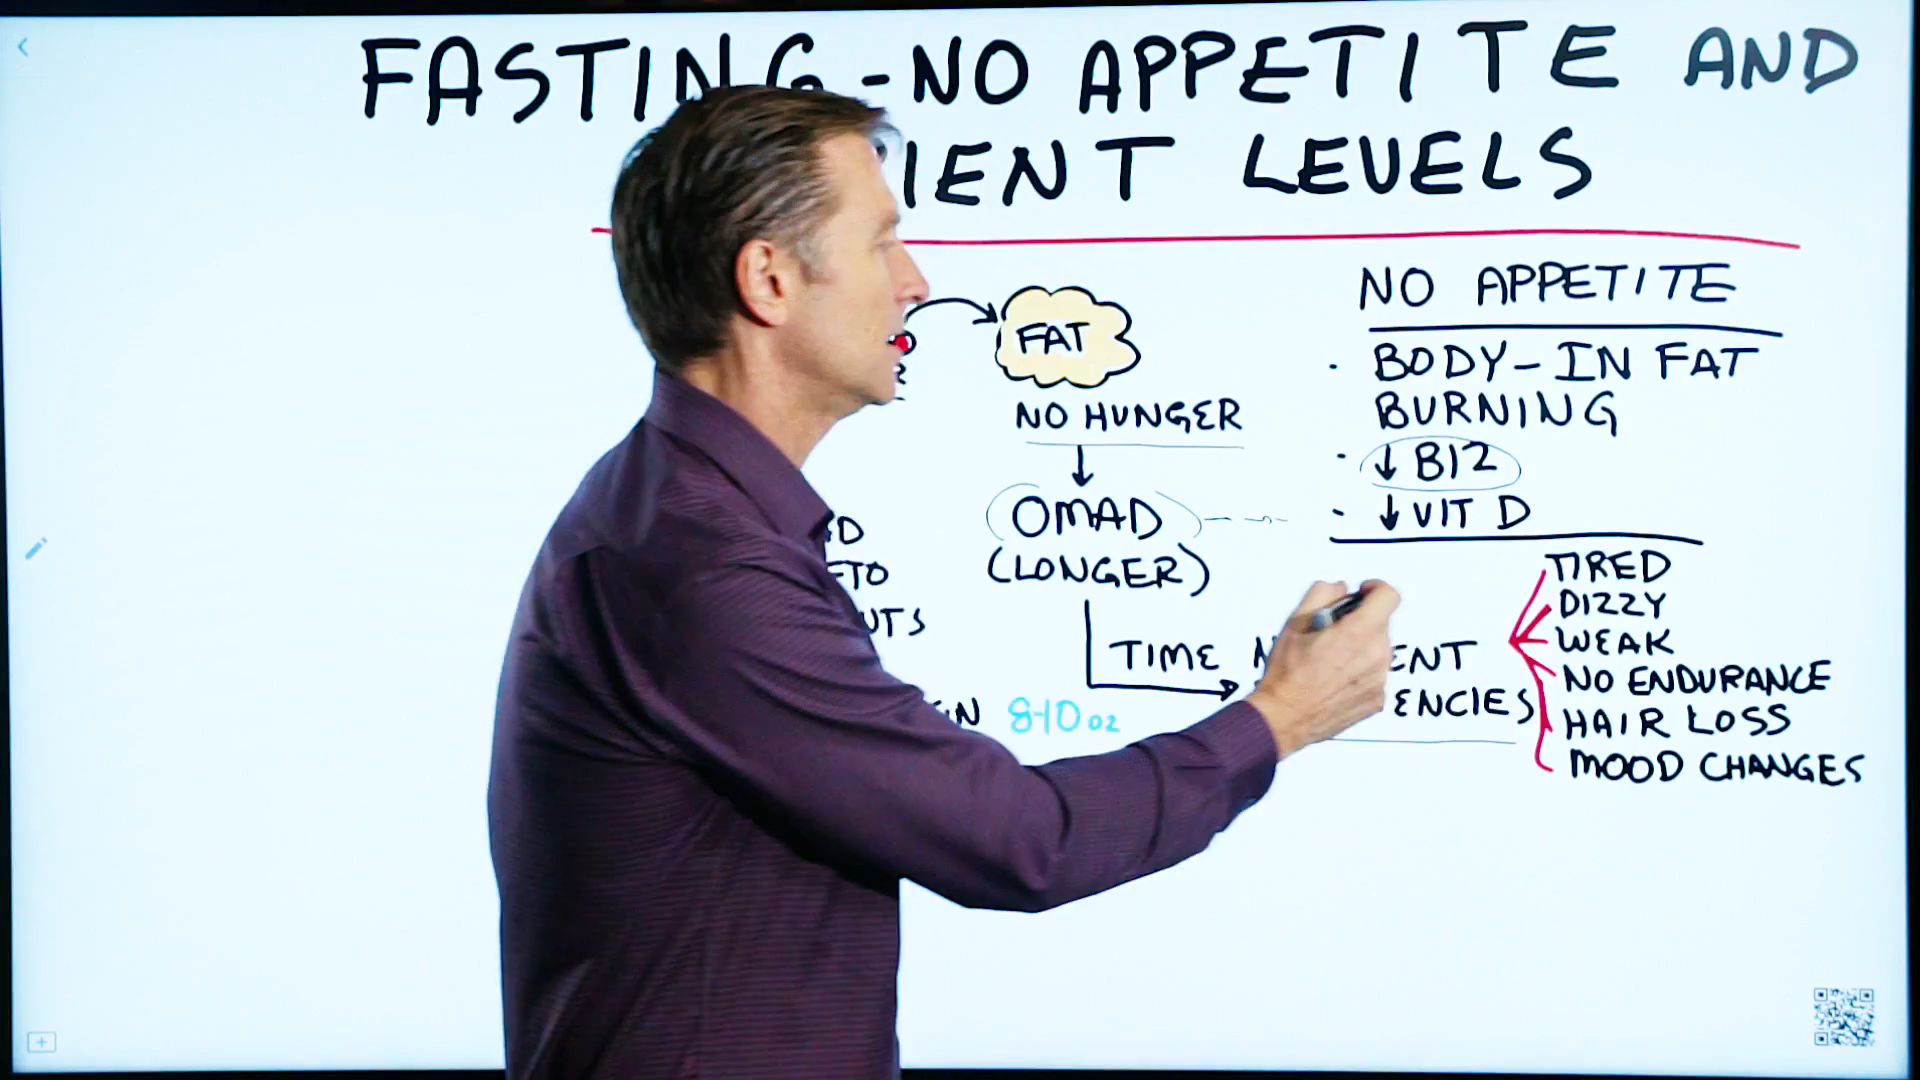 FASTING-NO APPETITE AND
IENT LEVELS
FAT
NO HUNGER
OMAD
(LONGER)
TIME
8-10 oz
NO APPETITE
· BODY-IN FAT
BURNING
· ↓ B12
· ↓ VIT D
ENT
ENCIES
TIRED
DIZZY
WEAK
NO ENDURANCE
HAIR LOSS
MOOD CHANGES